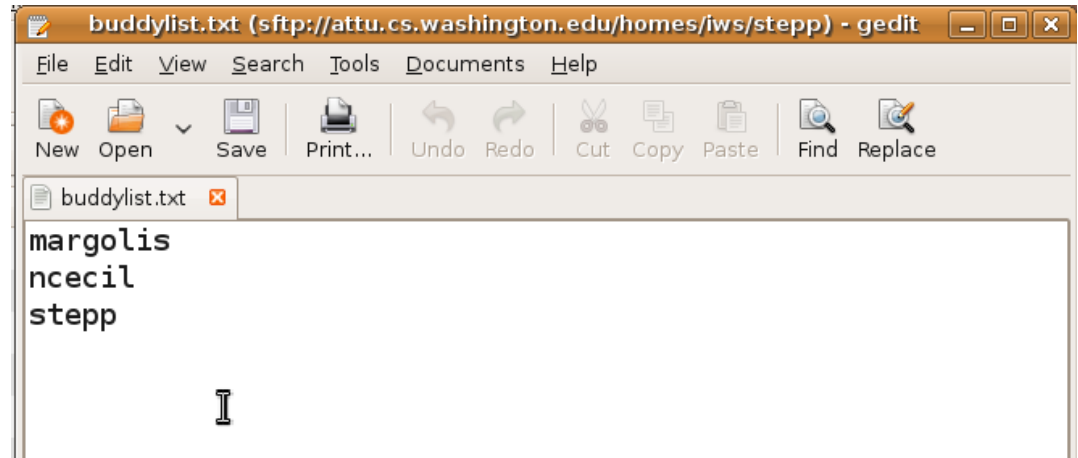 buddylist.txt (sftp://attu.cs.washington.edu/homes/iws/stepp) - gedit
File Edit View Search Tools Documents Help
New Open Save Print... Undo Redo Cut Copy Paste Find Replace
buddylist.txt
margolis
ncecil
stepp